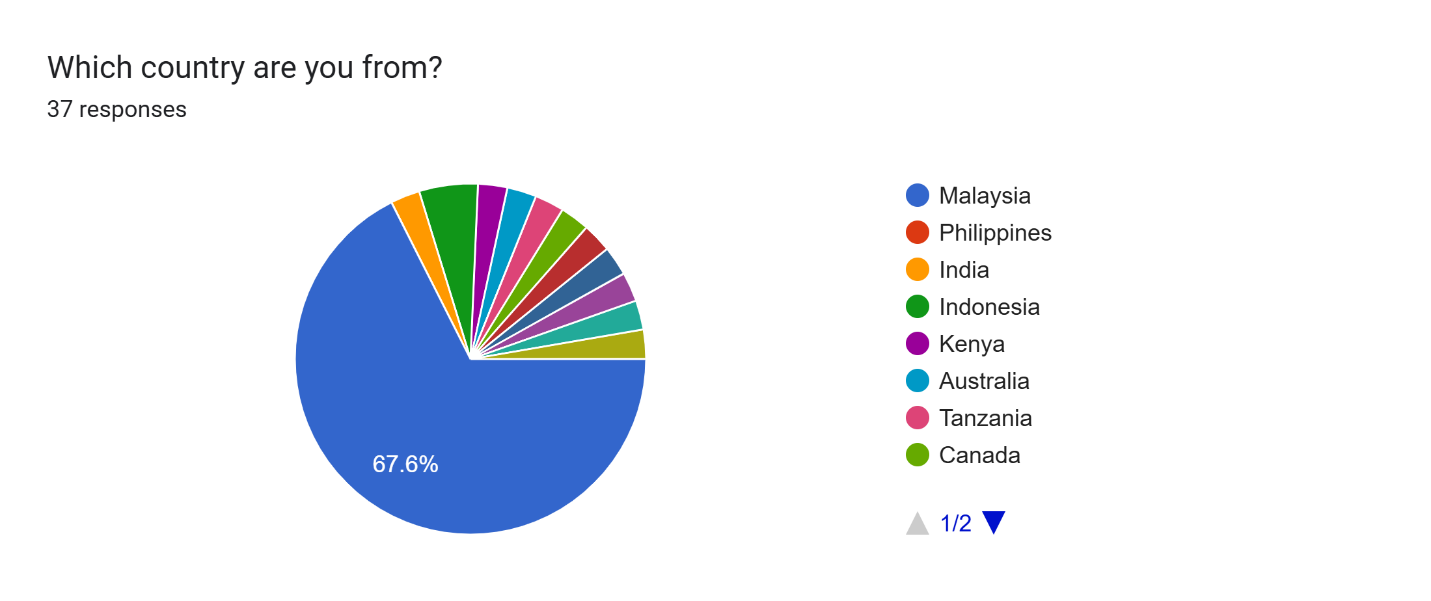 Which country are you from?
37 responses
67.6%
Malaysia
Philippines
India
Indonesia
Kenya
Australia
Tanzania
Canada
1/2